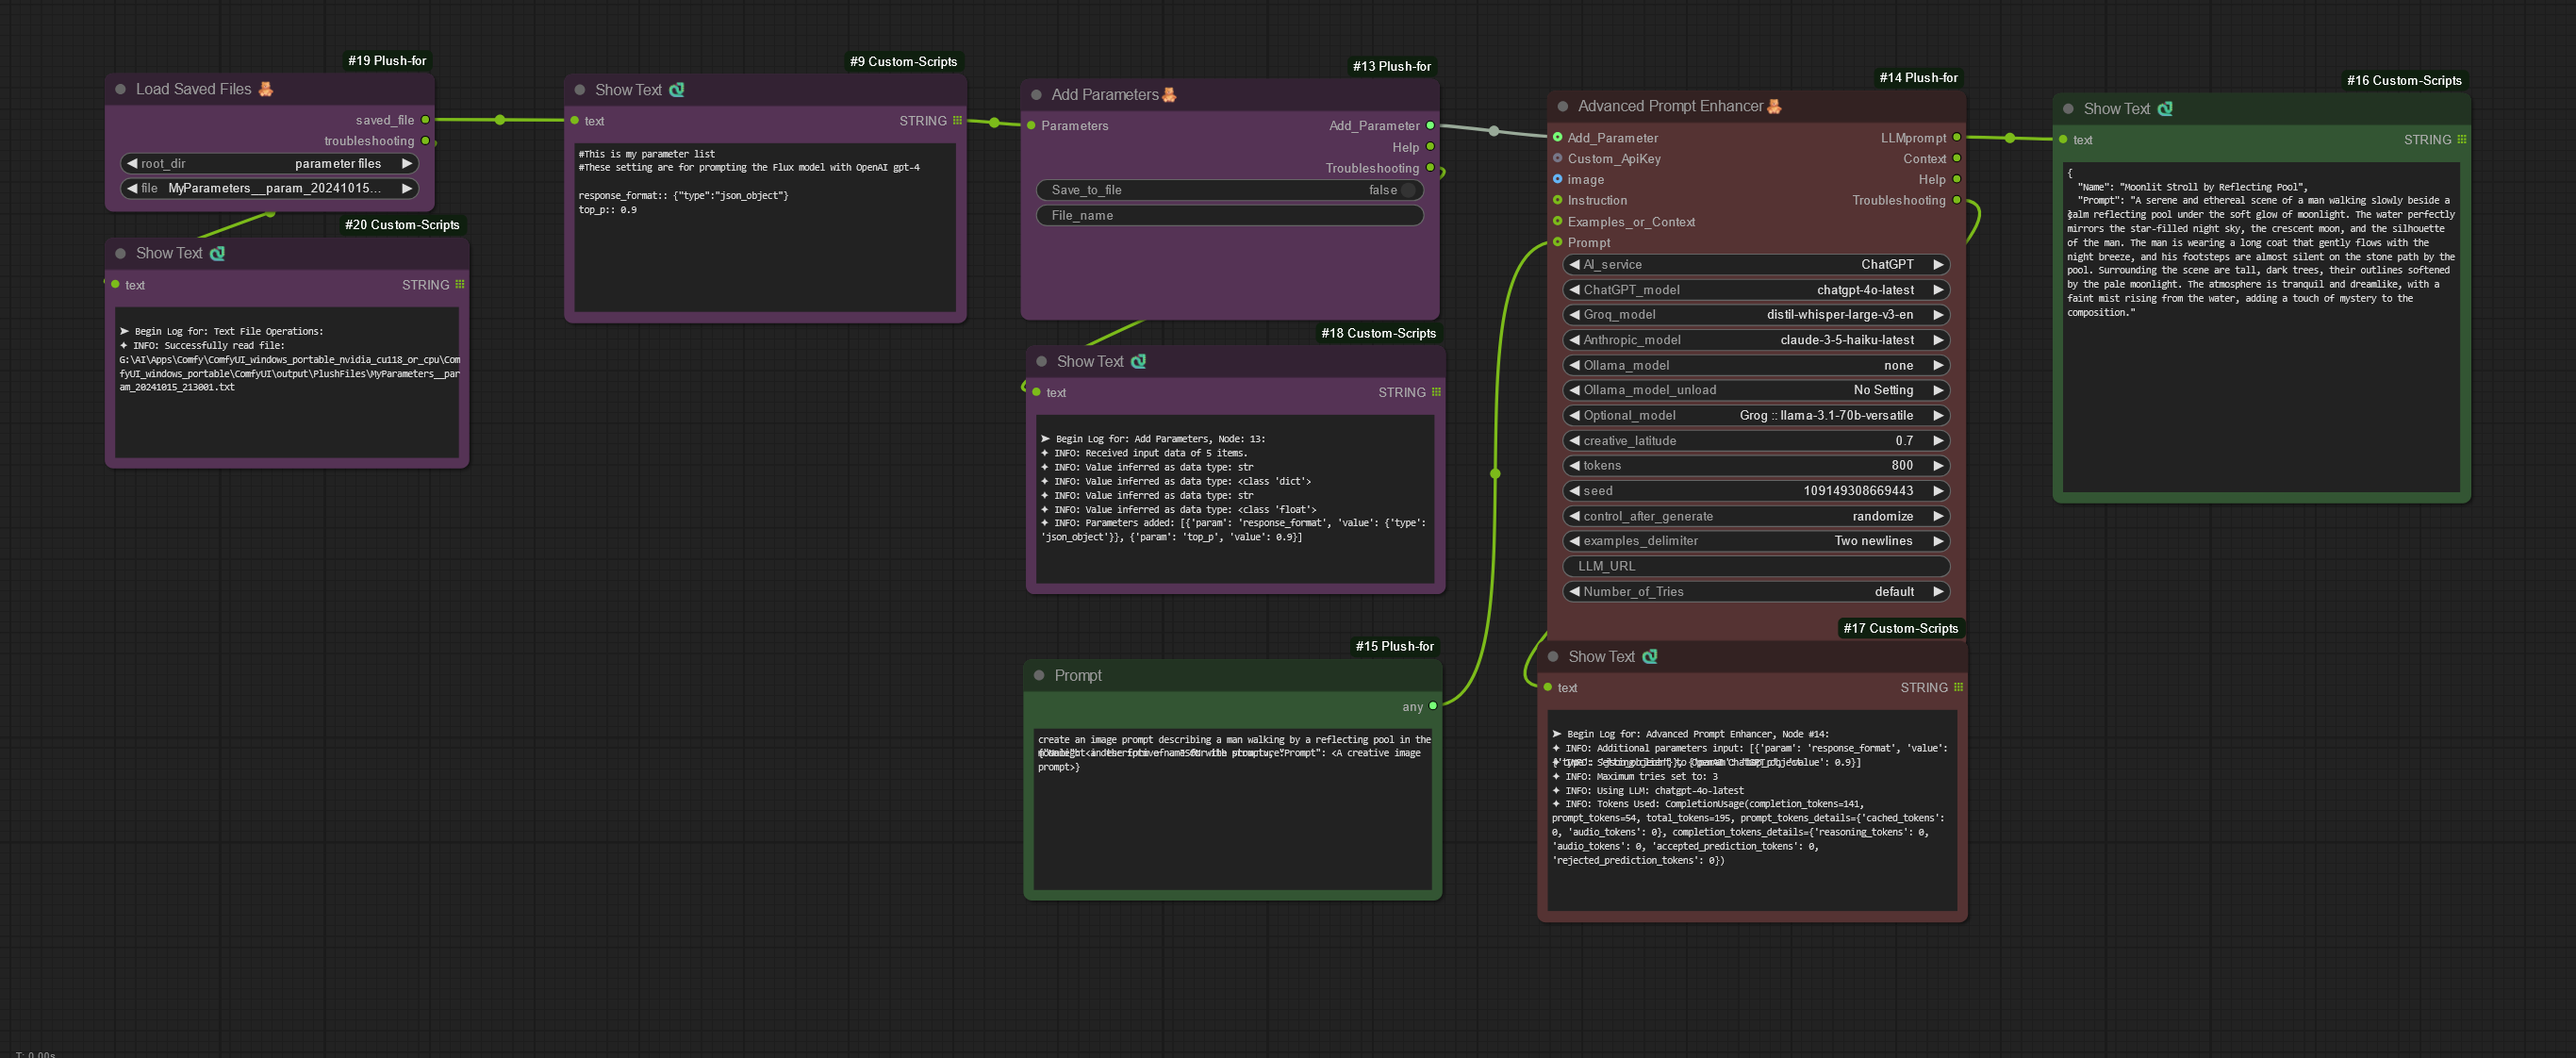 #19 Plush-for
Load Saved Files
saved_file
troubleshooting
root_dir parameter files
file MyParameters__param_20241015...
#20 Custom-Scripts
Show Text
text STRING
➤ Begin Log for: Text File Operations:
✦ INFO: Successfully read file:
G:\AI\Apps\Comfy\ComfyUI_windows_portable_nvidia_cu118_or_cpu\Com
fyUI_windows_portable\ComfyUI\output\PlushFiles\MyParameters__par
am_20241015_213001.txt
#9 Custom-Scripts
Show Text
text STRING
#This is my parameter list
#These setting are for prompting the Flux model with OpenAI gpt-4
response_format:: {"type":"json_object"}
top_p:: 0.9
#13 Plush-for
Add Parameters
Parameters Add_Parameter
Help
Troubleshooting
Save_to_file false
File_name
#18 Custom-Scripts
Show Text
text STRING
➤ Begin Log for: Add Parameters, Node: 13:
✦ INFO: Received input data of 5 items.
✦ INFO: Value inferred as data type: str
✦ INFO: Value inferred as data type: <class 'dict'>
✦ INFO: Value inferred as data type: str
✦ INFO: Value inferred as data type: <class 'float'>
✦ INFO: Parameters added: [{'param': 'response_format', 'value': {'type':
'json_object'}}, {'param': 'top_p', 'value': 0.9}]
#15 Plush-for
Prompt
any
create an image prompt describing a man walking by a reflecting pool in the
"Prompt": <A creative image
prompt>}
#14 Plush-for
Advanced Prompt Enhancer
Add_Parameter LLMprompt
Custom_ApiKey Context
image Help
Instruction Troubleshooting
Examples_or_Context
Prompt
AI_service ChatGPT
ChatGPT_model chatgpt-4o-latest
Groq_model distil-whisper-large-v3-en
Anthropic_model claude-3-5-haiku-latest
Ollama_model none
Ollama_model_unload No Setting
Optional_model Groq :: llama-3.1-70b-versatile
creative_latitude 0.7
tokens 800
seed 109149308669443
control_after_generate randomize
examples_delimiter Two newlines
LLM_URL
Number_of_Tries default
#17 Custom-Scripts
Show Text
text STRING
➤ Begin Log for: Advanced Prompt Enhancer, Node #14:
✦ INFO: Additional parameters input: [{'param': 'response_format', 'value':
'value': 0.9}]
✦ INFO: Maximum tries set to: 3
✦ INFO: Using LLM: chatgpt-4o-latest
✦ INFO: Tokens Used: CompletionUsage(completion_tokens=141,
prompt_tokens=54, total_tokens=195, prompt_tokens_details={'cached_tokens':
0, 'audio_tokens': 0}, completion_tokens_details={'reasoning_tokens': 0,
'audio_tokens': 0, 'accepted_prediction_tokens': 0,
'rejected_prediction_tokens': 0})
#16 Custom-Scripts
Show Text
text STRING
{
"Name": "Moonlit Stroll by Reflecting Pool",
"Prompt": "A serene and ethereal scene of a man walking slowly beside a
calm reflecting pool under the soft glow of moonlight. The water perfectly
mirrors the star-filled night sky, the crescent moon, and the silhouette
of the man. The man is wearing a long coat that gently flows with the
night breeze, and his footsteps are almost silent on the stone path by the
pool. Surrounding the scene are tall, dark trees, their outlines softened
by the pale moonlight. The atmosphere is tranquil and dreamlike, with a
faint mist rising from the water, adding a touch of mystery to the
composition."
T: 0.00s